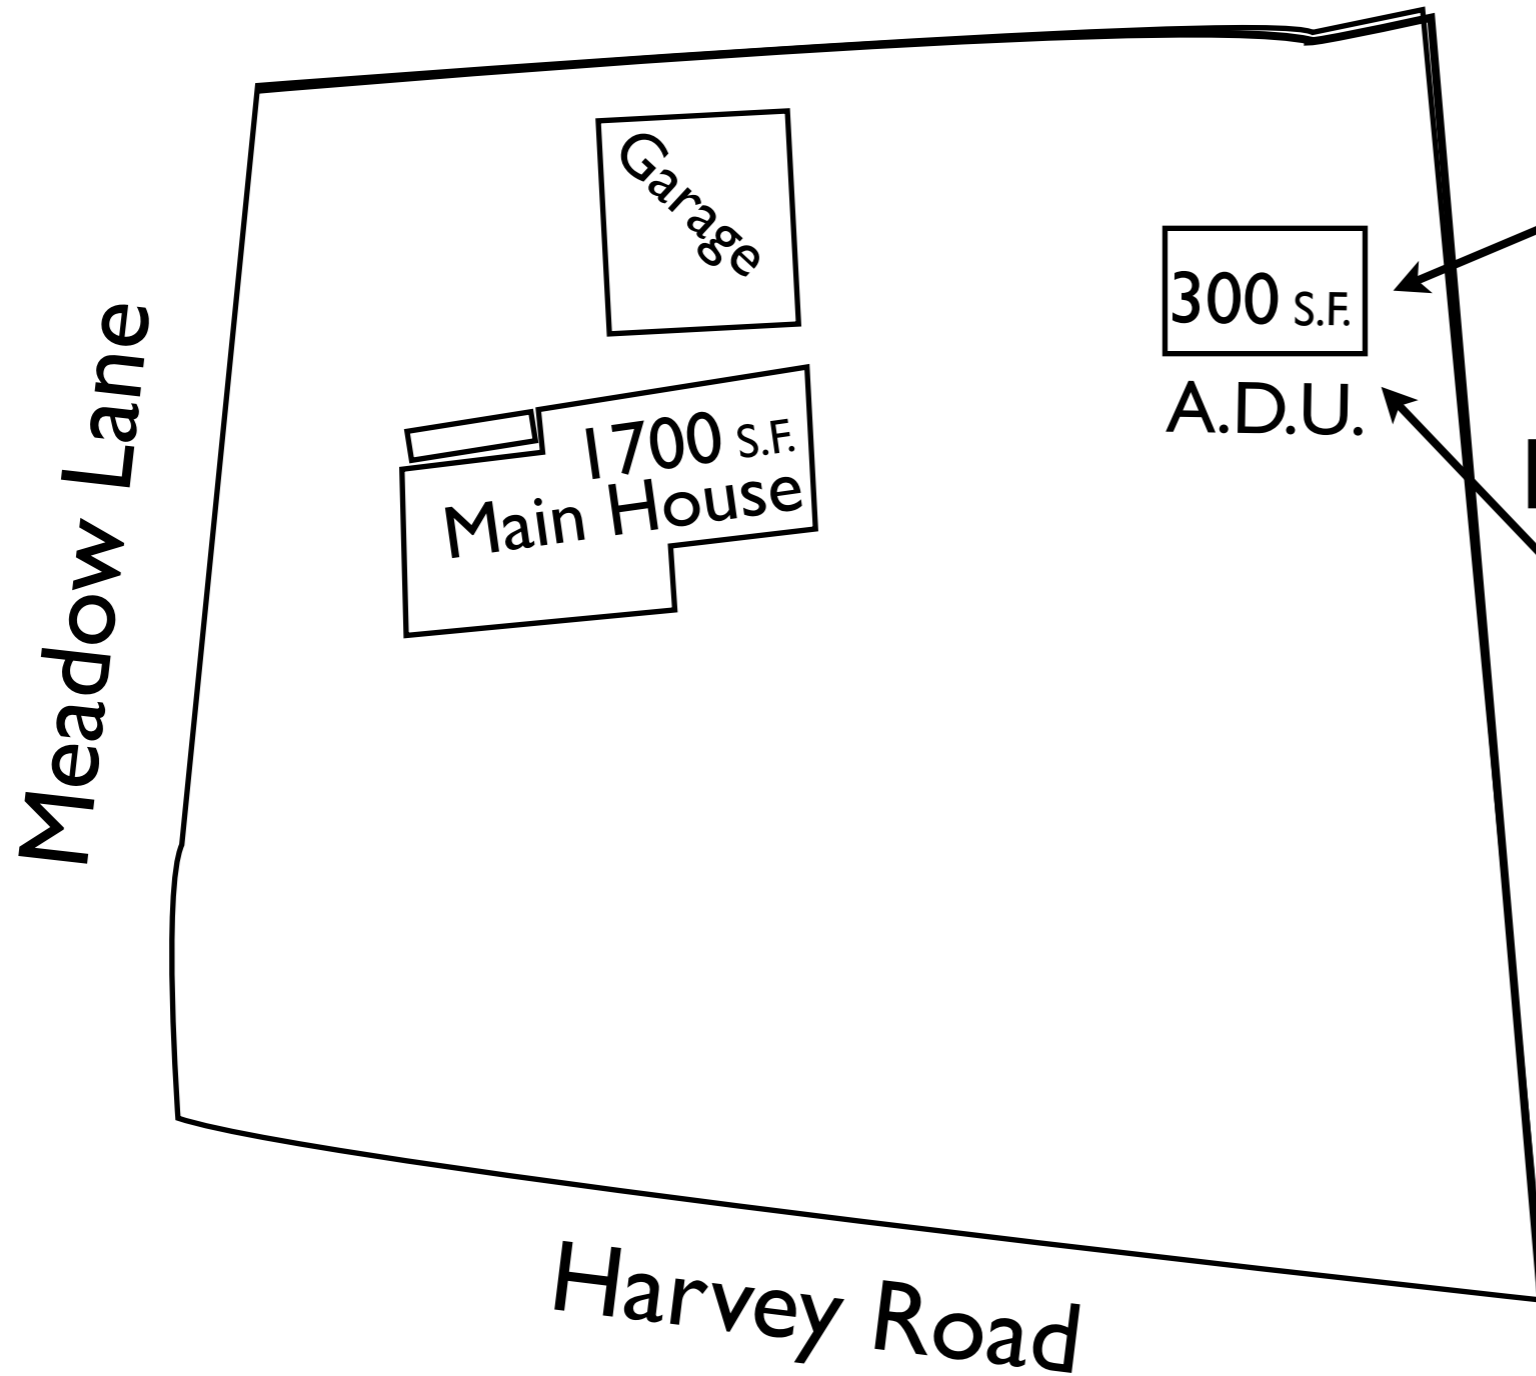 Garage
300 S.F.
A.D.U.
1700 S.F.
Main House
Meadow Lane
Harvey Road